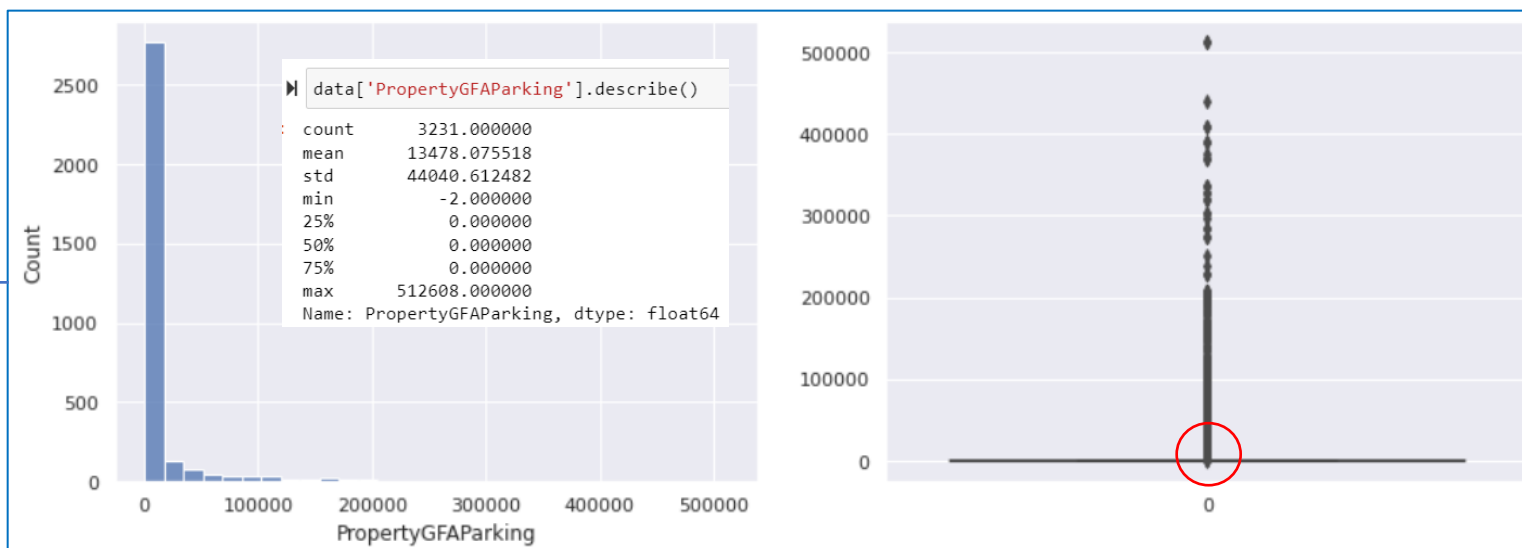 2500
2000
1500
1000
500
0
Count
0 100000 200000 300000 400000 500000
PropertyGFAParking
data['PropertyGFAParking'].describe()
count 3231.000000
mean 13478.075518
std 44040.612482
min -2.000000
25% 0.000000
50% 0.000000
75% 0.000000
max 512608.000000
Name: PropertyGFAParking, dtype: float64
500000
400000
300000
200000
100000
0
0